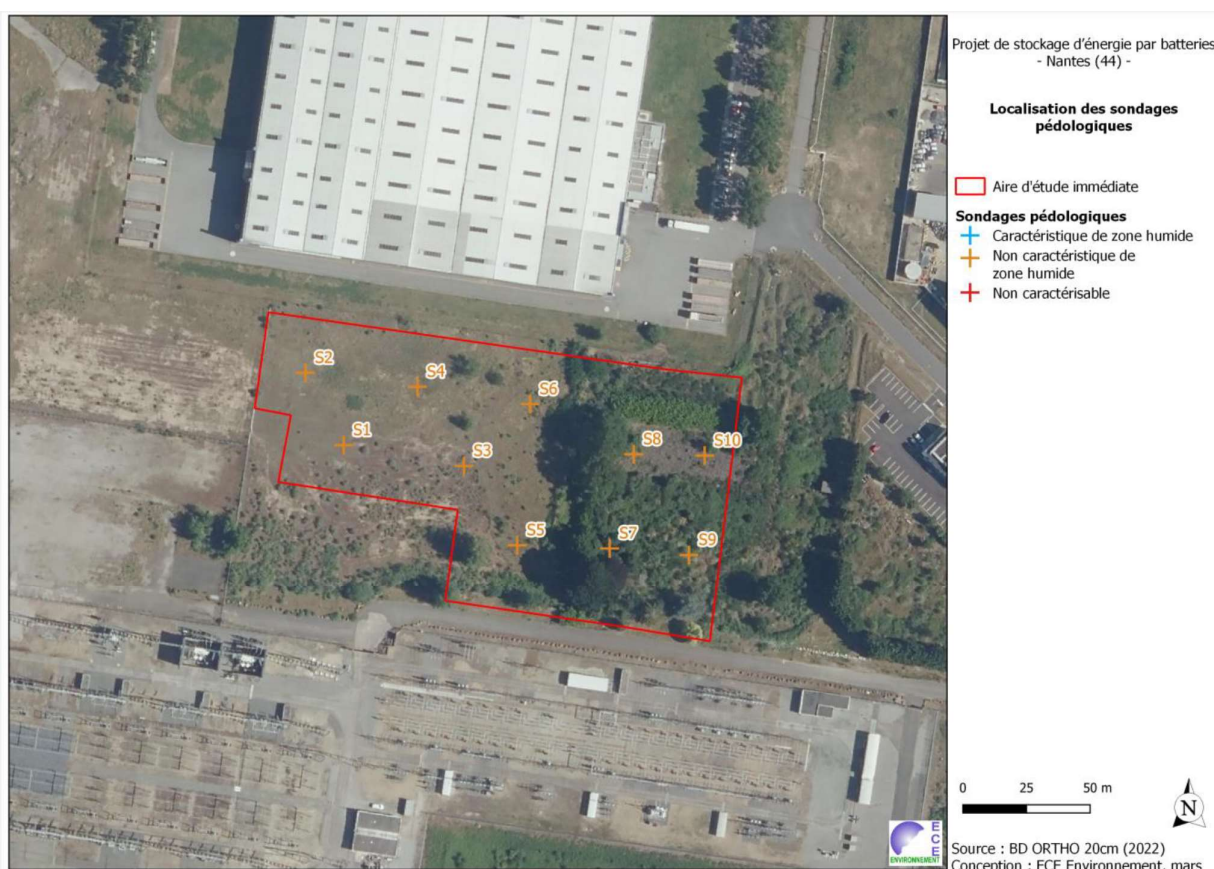 Projet de stockage d'énergie par batteries
- Nantes (44) -
Localisation des sondages
pédologiques
Aire d'étude immédiate
Sondages pédologiques
Caractéristique de zone humide
Non caractéristique de
zone humide
Non caractérisable
S2
S4
S6
S1
S3
S8
S10
S5
S7
S9
0 25 50 m
N
ECE
ENVIRONNEMENT
Source : BD ORTHO 20cm (2022)
Conception : ECE Environnement, mars